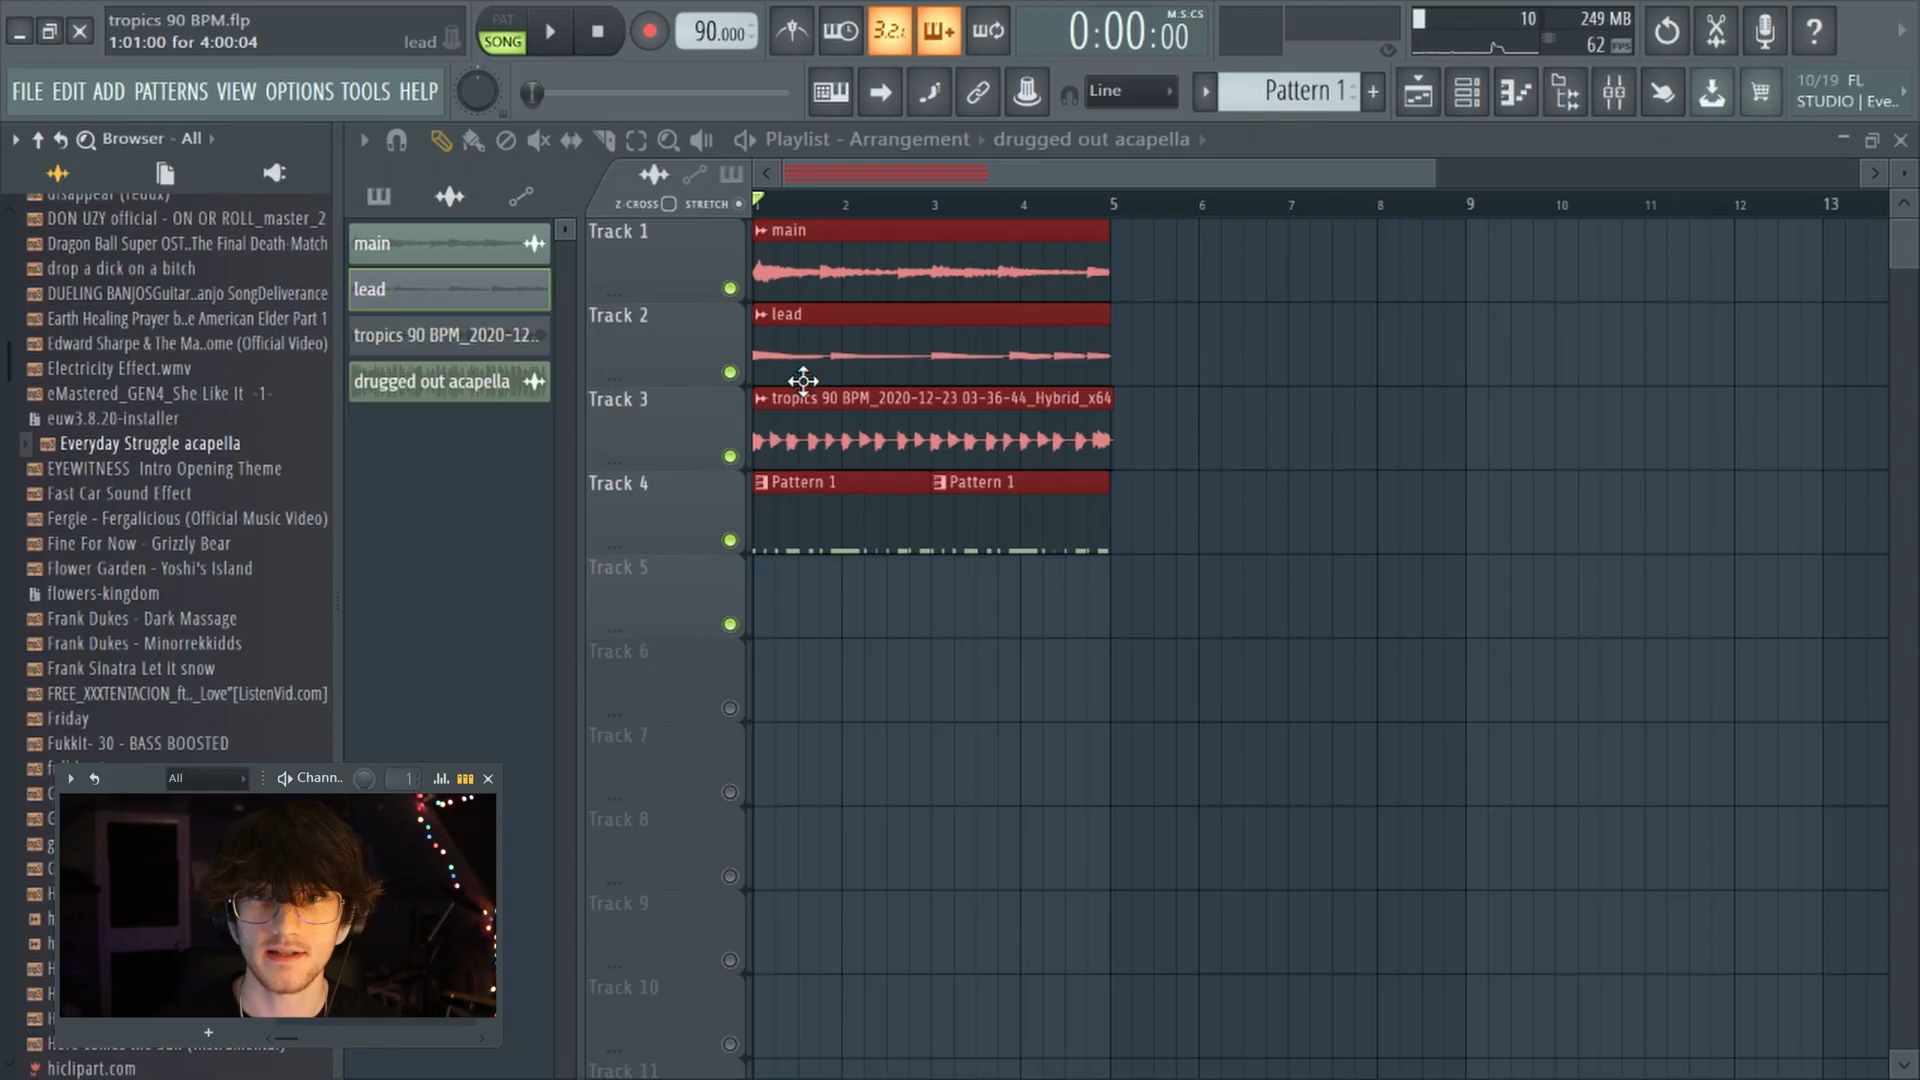 tropics 90 BPM.flp
1:01:00 for 4:00:04
lead
PAT
SONG
90.000
3.2.
0:00:00
M:S:CS
10
249 MB
62 FPS
?
FILE EDIT ADD PATTERNS VIEW OPTIONS TOOLS HELP
Line
Pattern 1
+
10/19 FL
STUDIO | Eve..
Browser - All
disappear (redux)
DON UZY official - ON OR ROLL_master_2
Dragon Ball Super OST..The Final Death Match
drop a dick on a bitch
DUELING BANJOSGuitar..anjo SongDeliverance
Earth Healing Prayer b..e American Elder Part 1
Edward Sharpe & The Ma..ome (Official Video)
Electricity Effect.wmv
eMastered_GEN4_She Like It -1-
euw3.8.20-installer
Everyday Struggle acapella
EYEWITNESS Intro Opening Theme
Fast Car Sound Effect
Fergie - Fergalicious (Official Music Video)
Fine For Now - Grizzly Bear
Flower Garden - Yoshi's Island
flowers-kingdom
Frank Dukes - Dark Massage
Frank Dukes - Minorrekkidds
Frank Sinatra Let it snow
FREE_XXXTENTACION_ft.._Love"[ListenVid.com]
Friday
Fukkit- 30 - BASS BOOSTED
hiclipart.com
main
lead
tropics 90 BPM_2020-12..
drugged out acapella
Playlist - Arrangement
drugged out acapella
Z-CROSS
STRETCH
2 3 4 5 6 7 8 9 10 11 12 13
Track 1
main
Track 2
lead
Track 3
tropics 90 BPM_2020-12-23 03-36-44_Hybrid_x64
Track 4
Pattern 1
Pattern 1
Track 5
Track 6
Track 7
Track 8
Track 9
Track 10
Track 11
All
Chann..
1
+